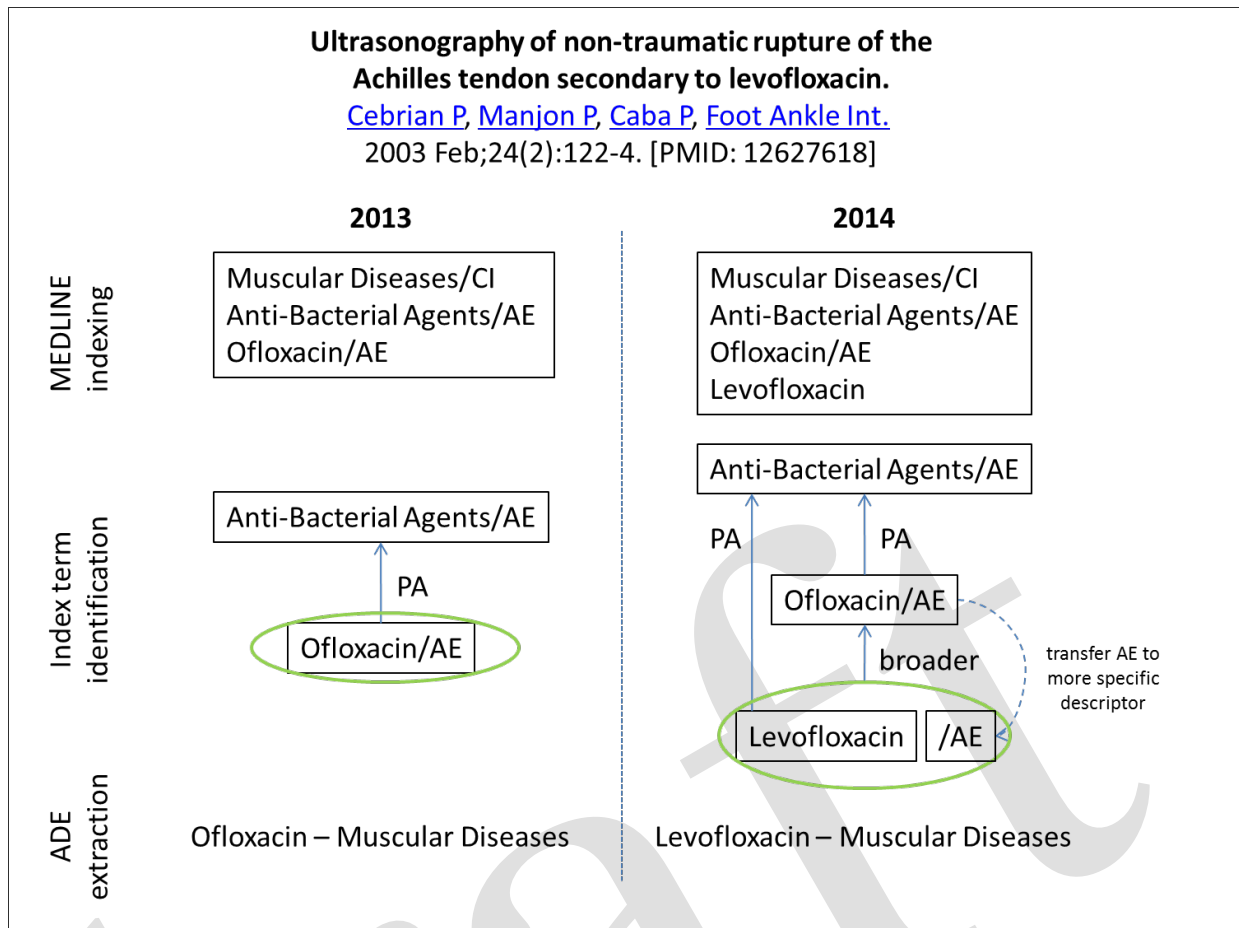 Ultrasonography of non-traumatic rupture of the
Achilles tendon secondary to levofloxacin.
Cebrian P, Manjon P, Caba P, Foot Ankle Int.
2003 Feb;24(2):122-4. [PMID: 12627618]
2013
2014
MEDLINE
indexing
Muscular Diseases/CI
Anti-Bacterial Agents/AE
Ofloxacin/AE
Muscular Diseases/CI
Anti-Bacterial Agents/AE
Ofloxacin/AE
Levofloxacin
Index term
identification
Anti-Bacterial Agents/AE
PA
Ofloxacin/AE
Anti-Bacterial Agents/AE
PA
PA
Ofloxacin/AE
broader
transfer AE to
more specific
descriptor
Levofloxacin
/AE
ADE
extraction
Ofloxacin – Muscular Diseases
Levofloxacin – Muscular Diseases